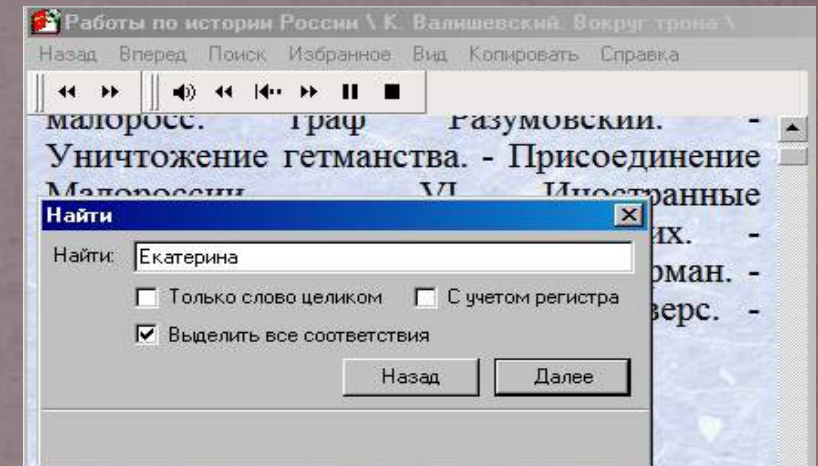 Работы по истории России \ К. Валишевский. Вокруг трона \
Назад Вперед Поиск Избранное Вид Копировать Справка
малоросс. Граф Разумовский. -
Уничтожение гетманства. - Присоединение
Малороссии. VI. Иностранные
Найти
их. -
Найти: Екатерина
рман. -
Только слово целиком С учетом регистра
верс. -
Выделить все соответствия
Назад Далее